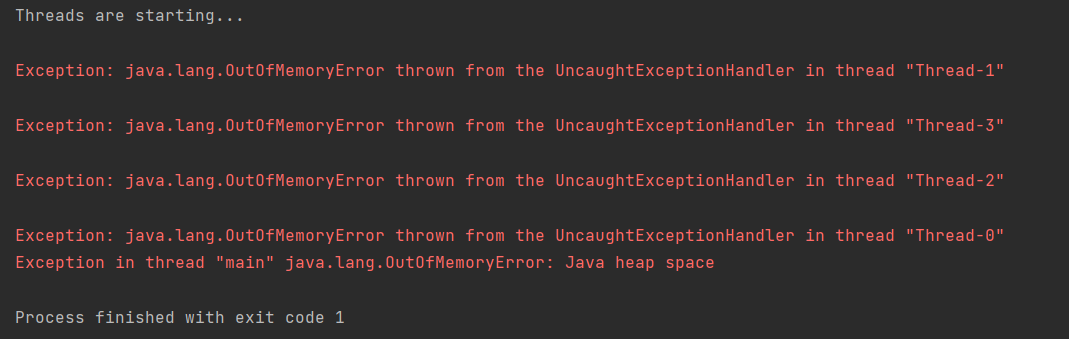 Threads are starting...
Exception: java.lang.OutOfMemoryError thrown from the UncaughtExceptionHandler in thread "Thread-1"
Exception: java.lang.OutOfMemoryError thrown from the UncaughtExceptionHandler in thread "Thread-3"
Exception: java.lang.OutOfMemoryError thrown from the UncaughtExceptionHandler in thread "Thread-2"
Exception: java.lang.OutOfMemoryError thrown from the UncaughtExceptionHandler in thread "Thread-0"
Exception in thread "main" java.lang.OutOfMemoryError: Java heap space
Process finished with exit code 1